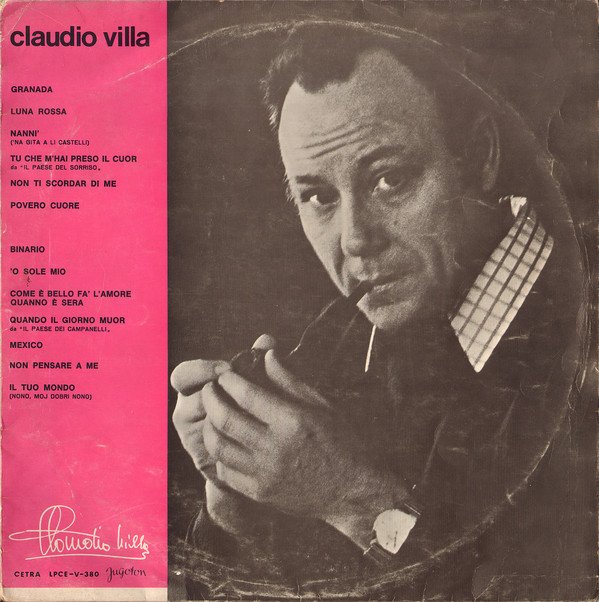 claudio villa
GRANADA
LUNA ROSSA
NANNI'
('NA GITA A LI CASTELLI)
TU CHE M'HAI PRESO IL CUOR
da "IL PAESE DEL SORRISO„
NON TI SCORDAR DI ME
POVERO CUORE
BINARIO
'O SOLE MIO
COME È BELLO FA' L'AMORE
QUANNO È SERA
QUANDO IL GIORNO MUOR
da "IL PAESE DEI CAMPANELLI„
MEXICO
NON PENSARE A ME
IL TUO MONDO
(NONO, MOJ DOBRI NONO)
Claudio Villa
CETRA LPCE-V-380 Jugoton